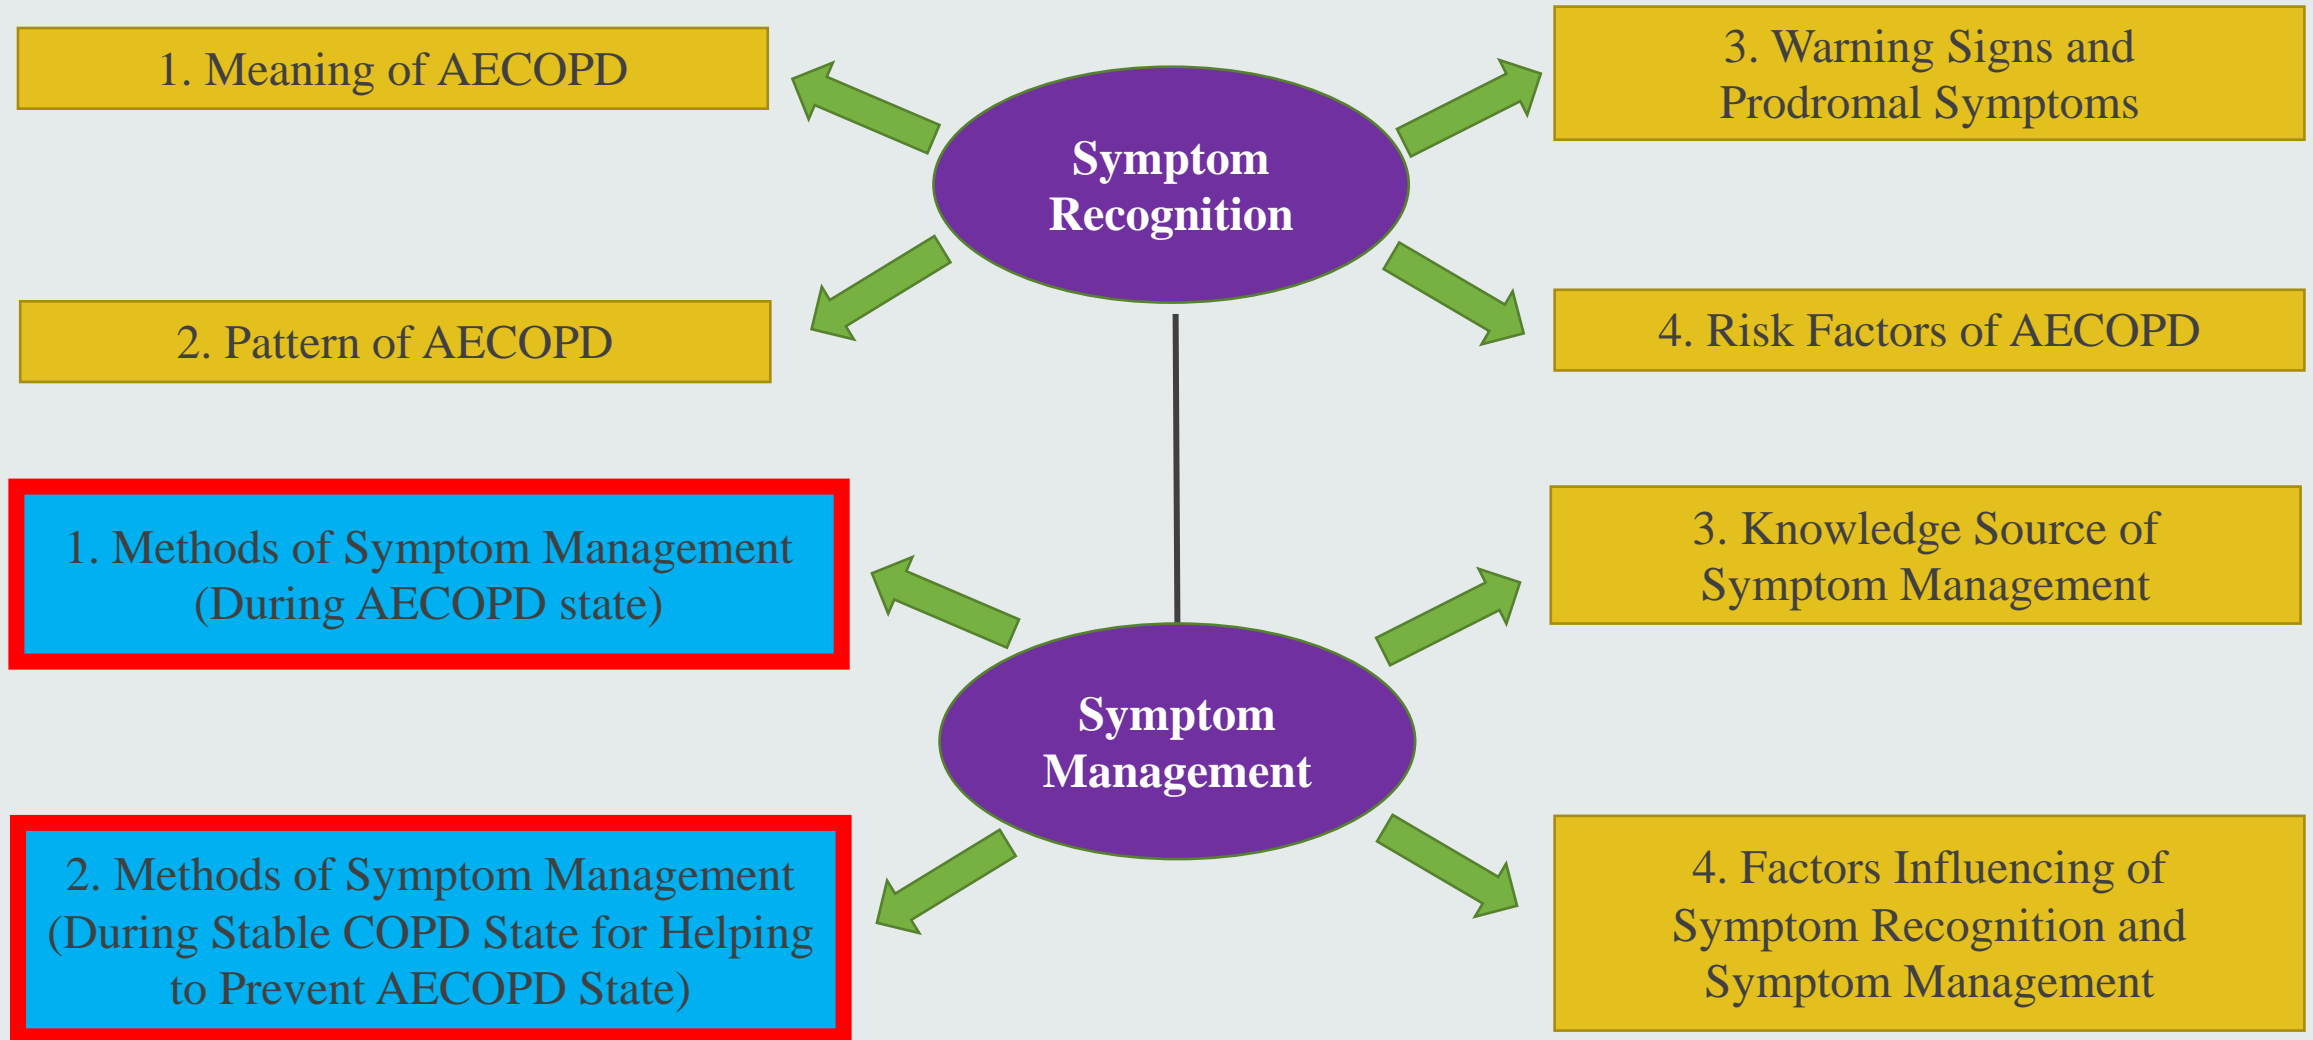 1. Meaning of AECOPD
2. Pattern of AECOPD
Symptom
Recognition
3. Warning Signs and
Prodromal Symptoms
4. Risk Factors of AECOPD
1. Methods of Symptom Management
(During AECOPD state)
2. Methods of Symptom Management
(During Stable COPD State for Helping
to Prevent AECOPD State)
Symptom
Management
3. Knowledge Source of
Symptom Management
4. Factors Influencing of
Symptom Recognition and
Symptom Management